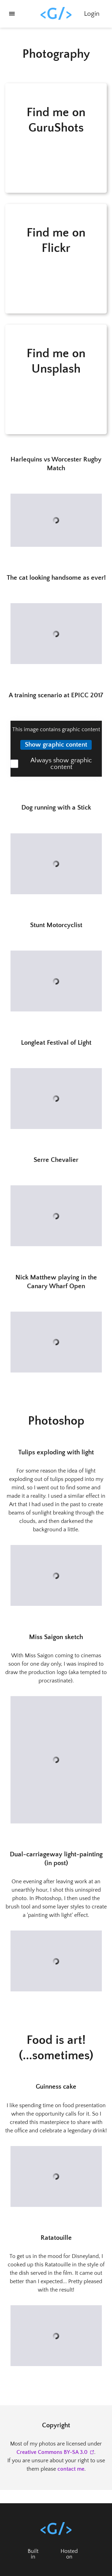 <G/>
Login
Photography
Find me on
GuruShots
Find me on
Flickr
Find me on
Unsplash
Harlequins vs Worcester Rugby
Match
The cat looking handsome as ever!
A training scenario at EPICC 2017
This image contains graphic content
Show graphic content
Always show graphic
content
Dog running with a Stick
Stunt Motorcyclist
Longleat Festival of Light
Serre Chevalier
Nick Matthew playing in the
Canary Wharf Open
Photoshop
Tulips exploding with light
For some reason the idea of light
exploding out of tulips popped into my
mind, so I went out to find some and
made it a reality. I used a similar effect in
Art that I had used in the past to create
beams of sunlight breaking through the
clouds, and then darkened the
background a little.
Miss Saigon sketch
With Miss Saigon coming to cinemas
soon for one day only, I was inspired to
draw the production logo (aka tempted to
procrastinate).
Dual-carriageway light-painting
(in post)
One evening after leaving work at an
unearthly hour, I shot this uninspired
photo. In Photoshop, I then used the
brush tool and some layer styles to create
a 'painting with light' effect.
Food is art!
(...sometimes)
Guinness cake
I like spending time on food presentation
when the opportunity calls for it. So I
created this masterpiece to share with
the office and celebrate a legendary drink!
Ratatouille
To get us in the mood for Disneyland, I
cooked up this Ratatouille in the style of
the dish served in the film. It came out
better than I expected... Pretty pleased
with the result!
Copyright
Most of my photos are licensed under
Creative Commons BY-SA 3.0.
If you are unsure about your right to use
them please contact me.
<G/>
Built
in
Hosted
on